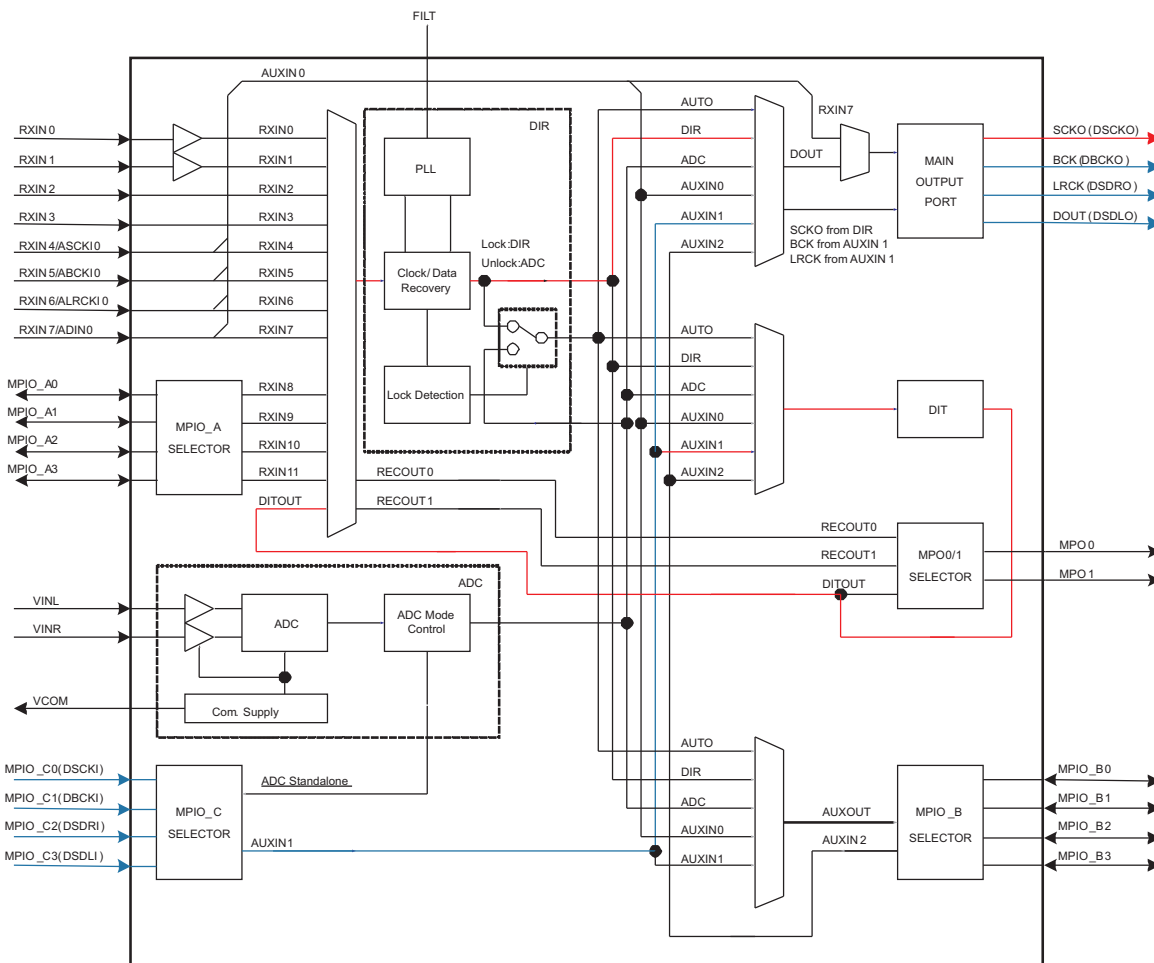 FILT
AUXIN 0
RXIN 0
RXIN 1
RXIN 2
RXIN 3
RXIN 4/ASCKI 0
RXIN 5/ABCKI 0
RXIN 6/ALRCKI 0
RXIN 7/ADIN0
RXIN0
RXIN1
RXIN2
RXIN3
RXIN4
RXIN5
RXIN6
RXIN7
RXIN8
RXIN9
RXIN10
RXIN11
DITOUT
MPIO_A0
MPIO_A1
MPIO_A2
MPIO_A3
MPIO_A
SELECTOR
DIR
PLL
Clock/Data
Recovery
Lock Detection
Lock:DIR
Unlock:ADC
RECOUT0
RECOUT1
AUTO
DIR
ADC
AUXIN0
AUXIN1
AUXIN2
RXIN7
DOUT
SCKO from DIR
BCK from AUXIN 1
LRCK from AUXIN 1
MAIN
OUTPUT
PORT
SCKO (DSCKO)
BCK (DBCKO)
LRCK (DSDRO)
DOUT (DSDLO)
AUTO
DIR
ADC
AUXIN0
AUXIN1
AUXIN2
DIT
RECOUT0
RECOUT1
DITOUT
MPO0/1
SELECTOR
MPO 0
MPO 1
VINL
VINR
VCOM
ADC
ADC
ADC Mode
Control
Com. Supply
MPIO_C0(DSCKI)
MPIO_C1(DBCKI)
MPIO_C2(DSDRI)
MPIO_C3(DSDLI)
MPIO_C
SELECTOR
ADC Standalone
AUXIN1
AUTO
DIR
ADC
AUXIN0
AUXIN1
AUXOUT
AUXIN 2
MPIO_B
SELECTOR
MPIO_B0
MPIO_B1
MPIO_B2
MPIO_B3